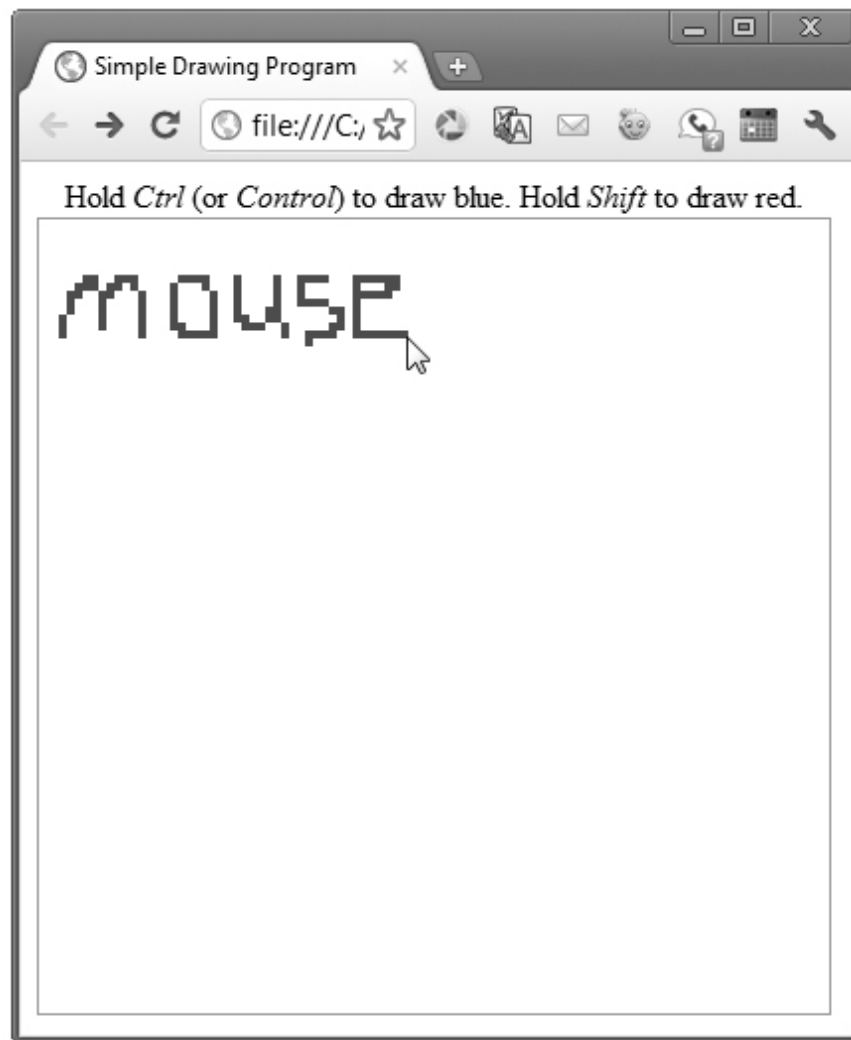 Simple Drawing Program
file:///C:/
Hold Ctrl (or Control) to draw blue. Hold Shift to draw red.
mouse